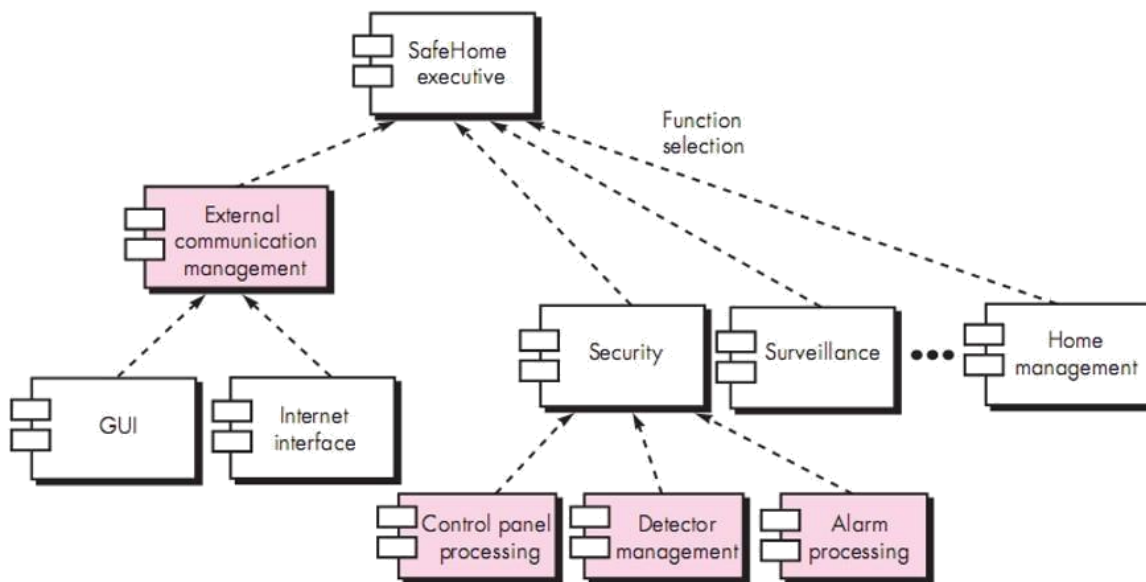 SafeHome
executive
Function
selection
External
communication
management
Security
Surveillance
Home
management
GUI
Internet
interface
Control panel
processing
Detector
management
Alarm
processing